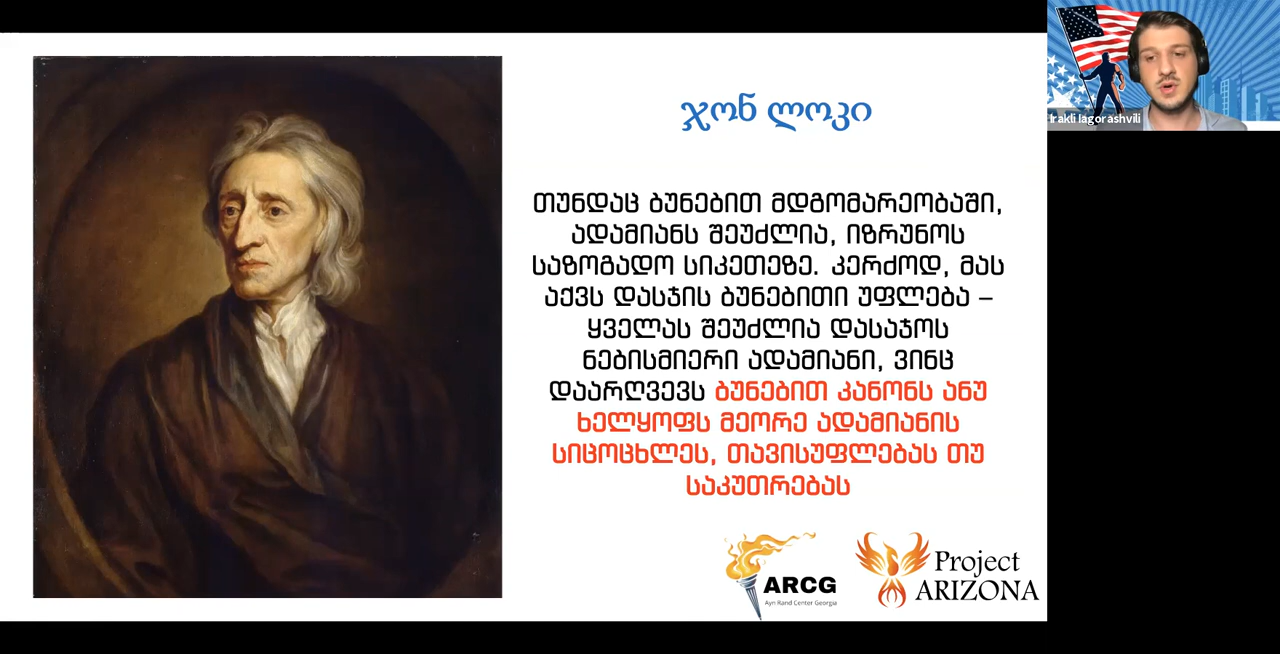 ჯონ ლოკი
თუნდაც ბუნებით მდგომარეობაში,
ადამიანს შეუძლია, იზრუნოს
საზოგადო სიკეთეზე. კერძოდ, მას
აქვს დასჯის ბუნებითი უფლება –
ყველას შეუძლია დასაჯოს
ნებისმიერი ადამიანი, ვინც
დაარღვევს ბუნებით კანონს ანუ
ხელყოფს მეორე ადამიანის
სიცოცხლეს, თავისუფლებას თუ
საკუთრებას
ARCG
Ayn Rand Center Georgia
Project
ARIZONA
Irakli Iagorashvili